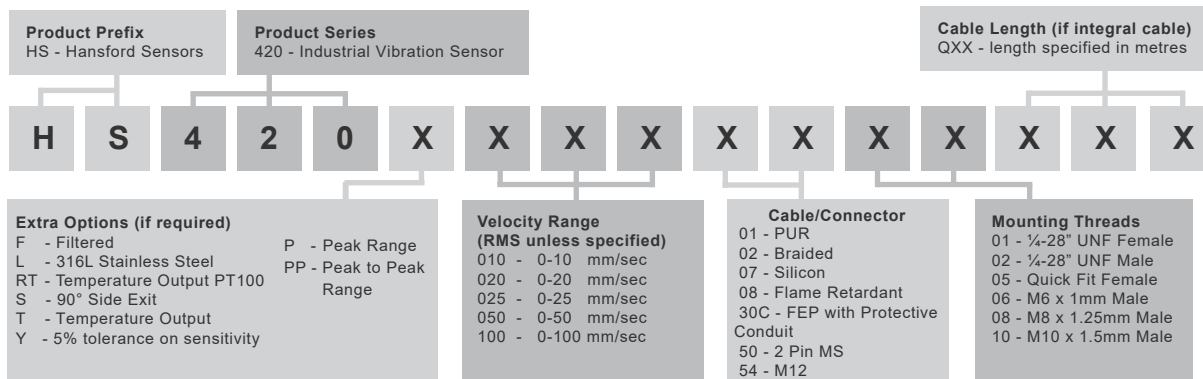 Product Prefix
HS - Hansford Sensors
Product Series
420 - Industrial Vibration Sensor
Cable Length (if integral cable)
QXX - length specified in metres
H S 4 2 0 X X X X X X X X X X X
Extra Options (if required)
F - Filtered
L - 316L Stainless Steel
RT - Temperature Output PT100
S - 90° Side Exit
T - Temperature Output
Y - 5% tolerance on sensitivity
P - Peak Range
PP - Peak to Peak
Range
Velocity Range
(RMS unless specified)
010 - 0-10 mm/sec
020 - 0-20 mm/sec
025 - 0-25 mm/sec
050 - 0-50 mm/sec
100 - 0-100 mm/sec
Cable/Connector
01 - PUR
02 - Braided
07 - Silicon
08 - Flame Retardant
30C - FEP with Protective
Conduit
50 - 2 Pin MS
54 - M12
Mounting Threads
01 - ¼-28” UNF Female
02 - ¼-28” UNF Male
05 - Quick Fit Female
06 - M6 x 1mm Male
08 - M8 x 1.25mm Male
10 - M10 x 1.5mm Male